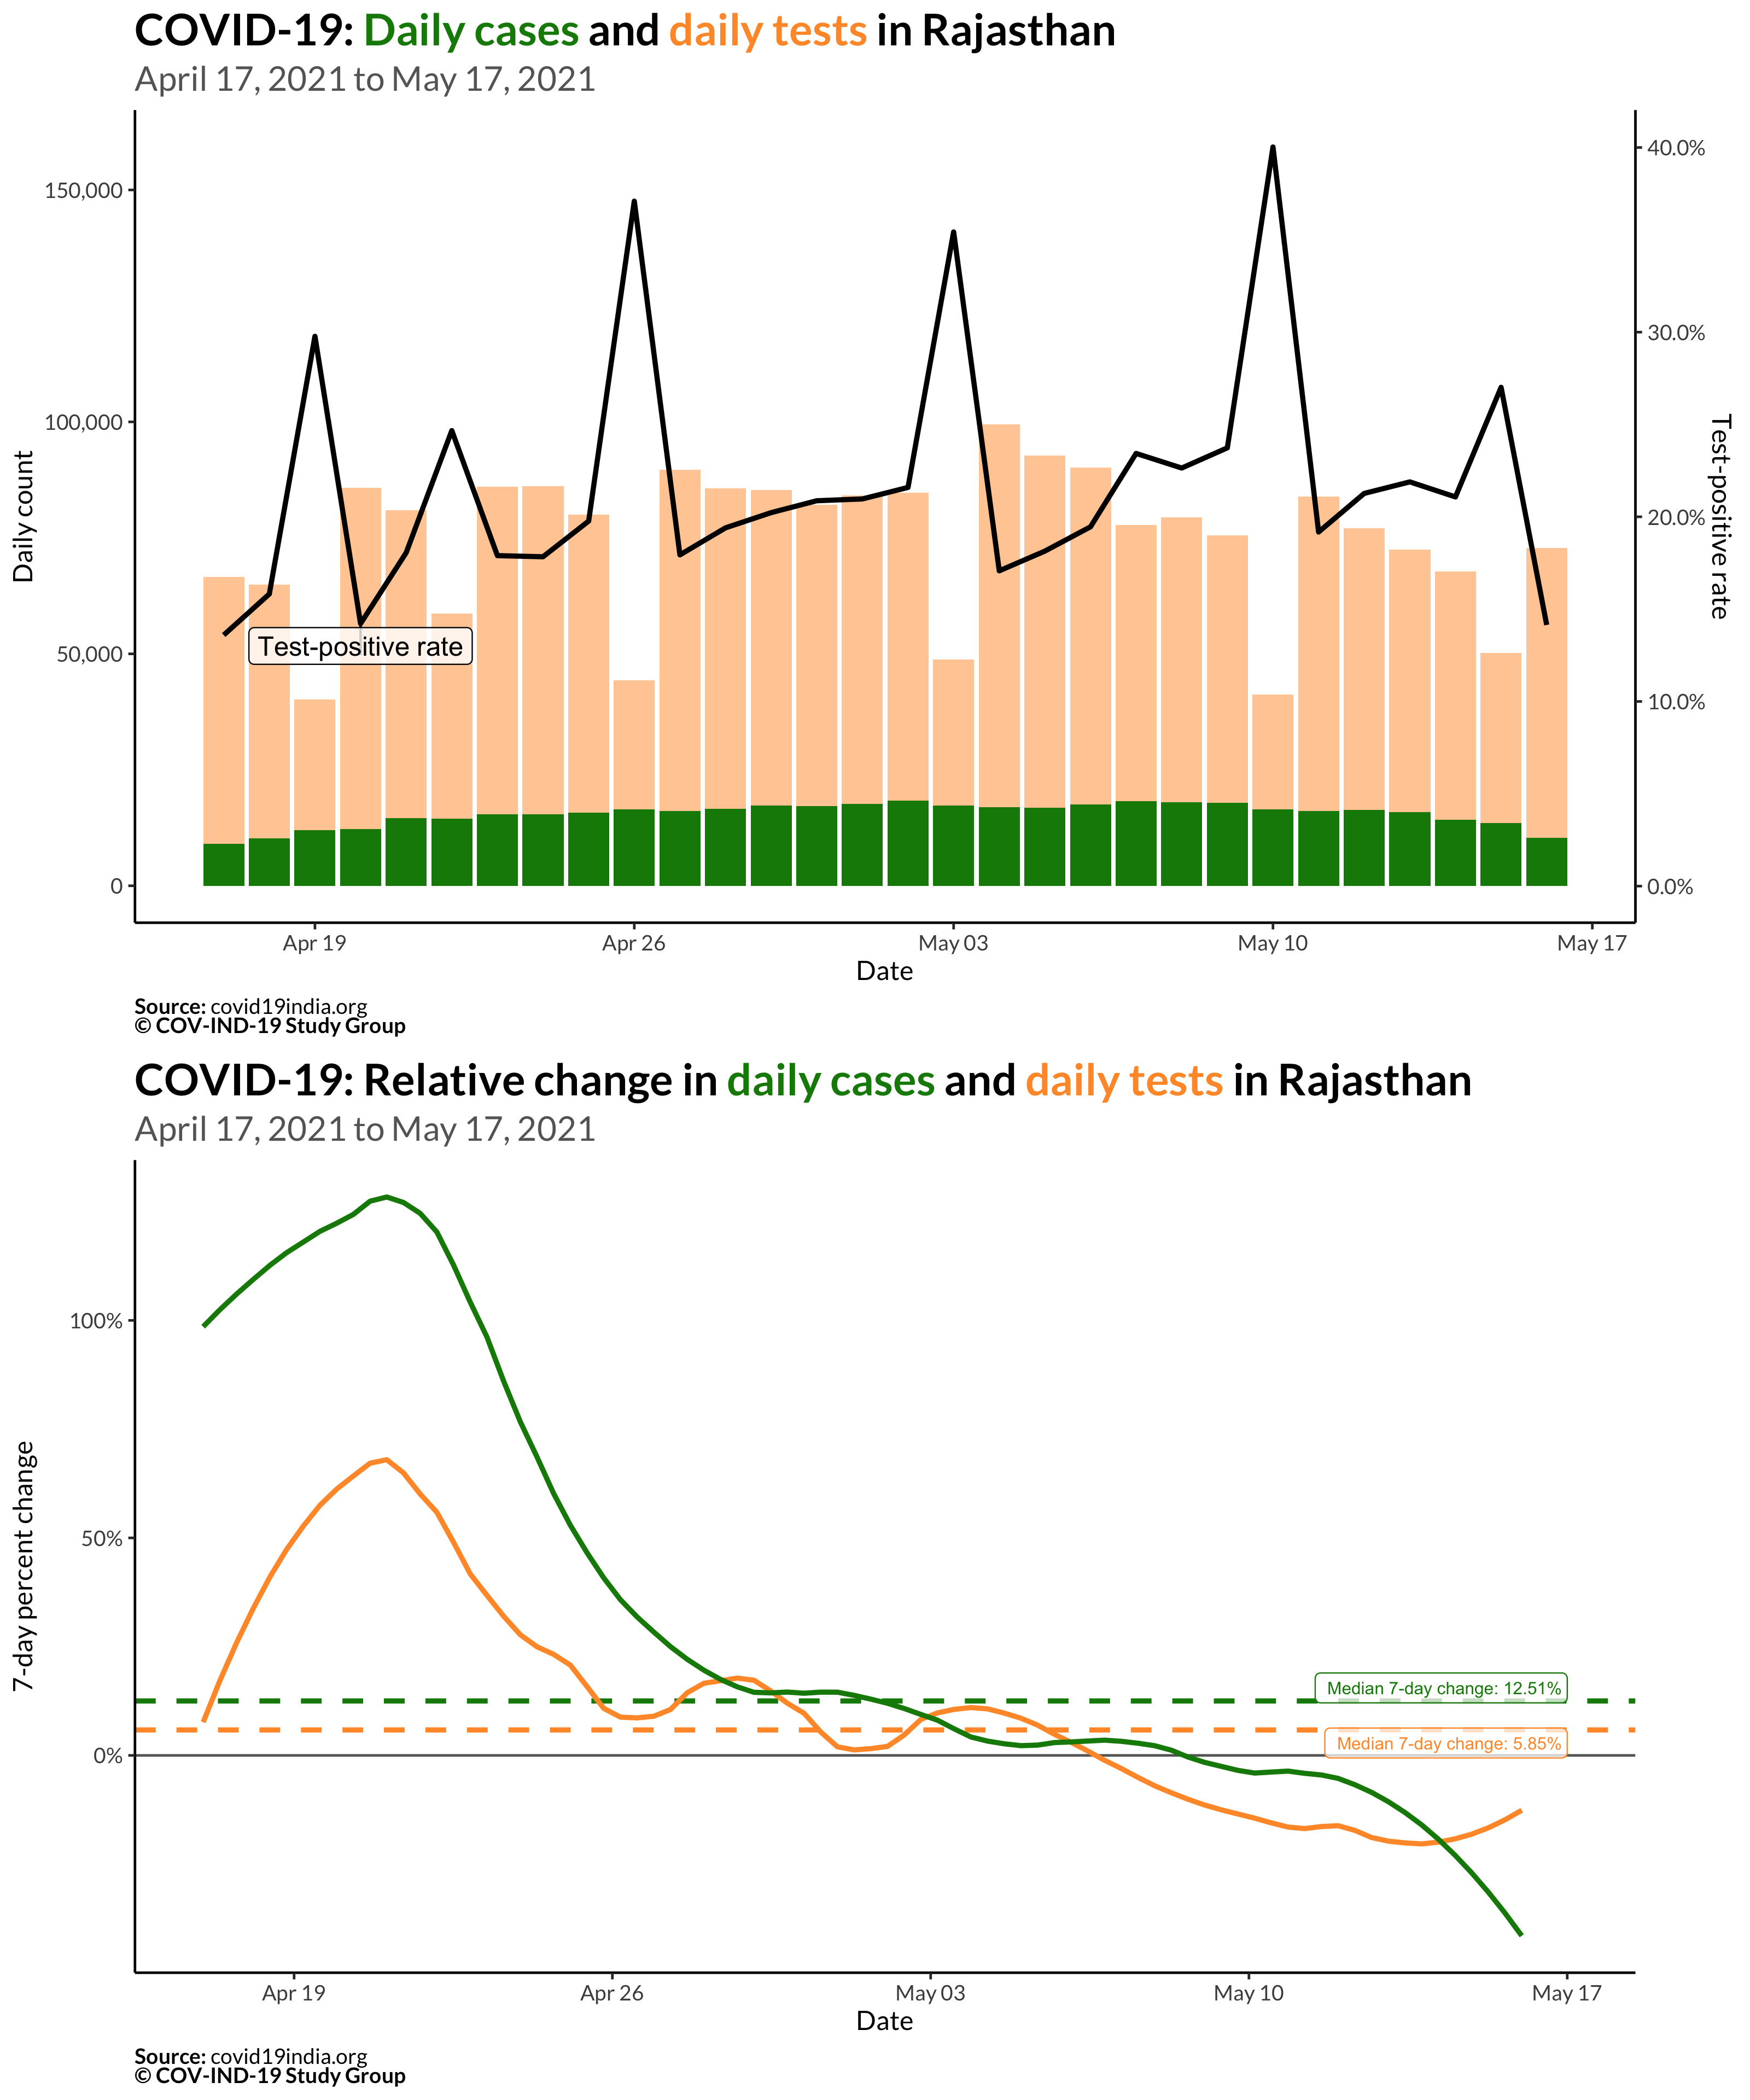 COVID-19: Daily cases and daily tests in Rajasthan
April 17, 2021 to May 17, 2021
150,000
100,000
50,000
0
Daily count
40.0%
30.0%
20.0%
10.0%
0.0%
Test-positive rate
Test-positive rate
Apr 19
Apr 26
May 03
May 10
May 17
Date
Source: covid19india.org
© COV-IND-19 Study Group
COVID-19: Relative change in daily cases and daily tests in Rajasthan
April 17, 2021 to May 17, 2021
100%
50%
0%
7-day percent change
Median 7-day change: 12.51%
Median 7-day change: 5.85%
Apr 19
Apr 26
May 03
May 10
May 17
Date
Source: covid19india.org
© COV-IND-19 Study Group